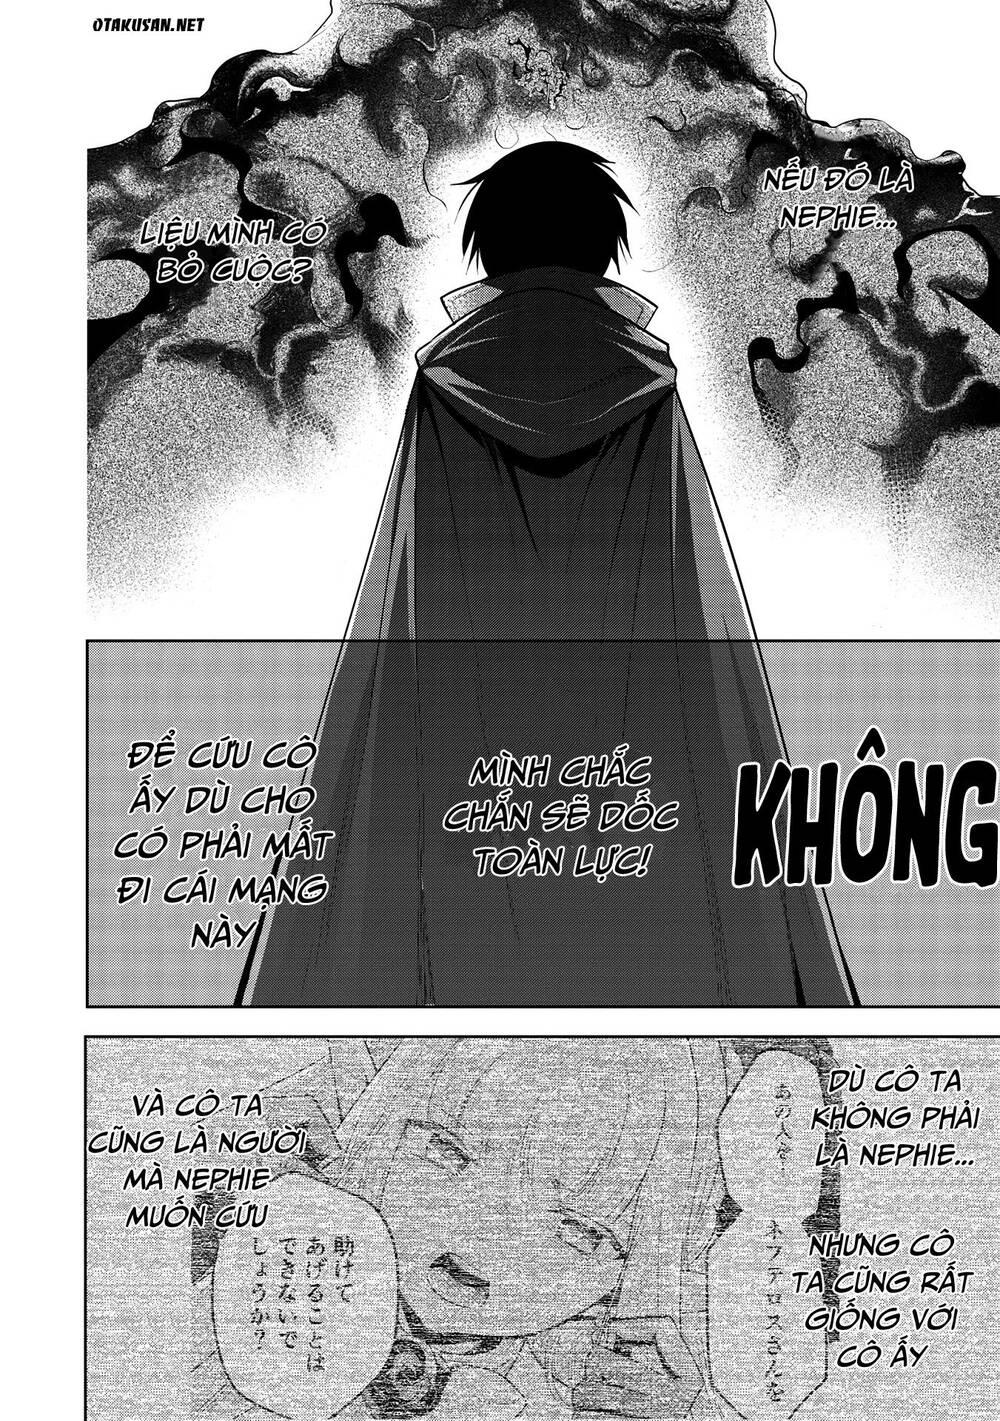 OTAKUSAN.NET
NẾU ĐÓ LÀ
NEPHIE...
LIỆU MÌNH CÓ
BỎ CUỘC?
KHÔNG
MÌNH CHẮC
CHẮN SẼ DỐC
TOÀN LỰC!
ĐỂ CỨU CÔ
ẤY DÙ CHO
CÓ PHẢI MẤT
ĐI CÁI MẠNG
NÀY
DÙ CÔ TA
KHÔNG PHẢI
LÀ NEPHIE...
NHƯNG CÔ
TA CŨNG RẤT
GIỐNG VỚI
CÔ ẤY
あの人を…
ネフテロスさんを
VÀ CÔ TA
CŨNG LÀ NGƯỜI
MÀ NEPHIE
MUỐN CỨU
助けて
あげることは
できないで
しょうか?